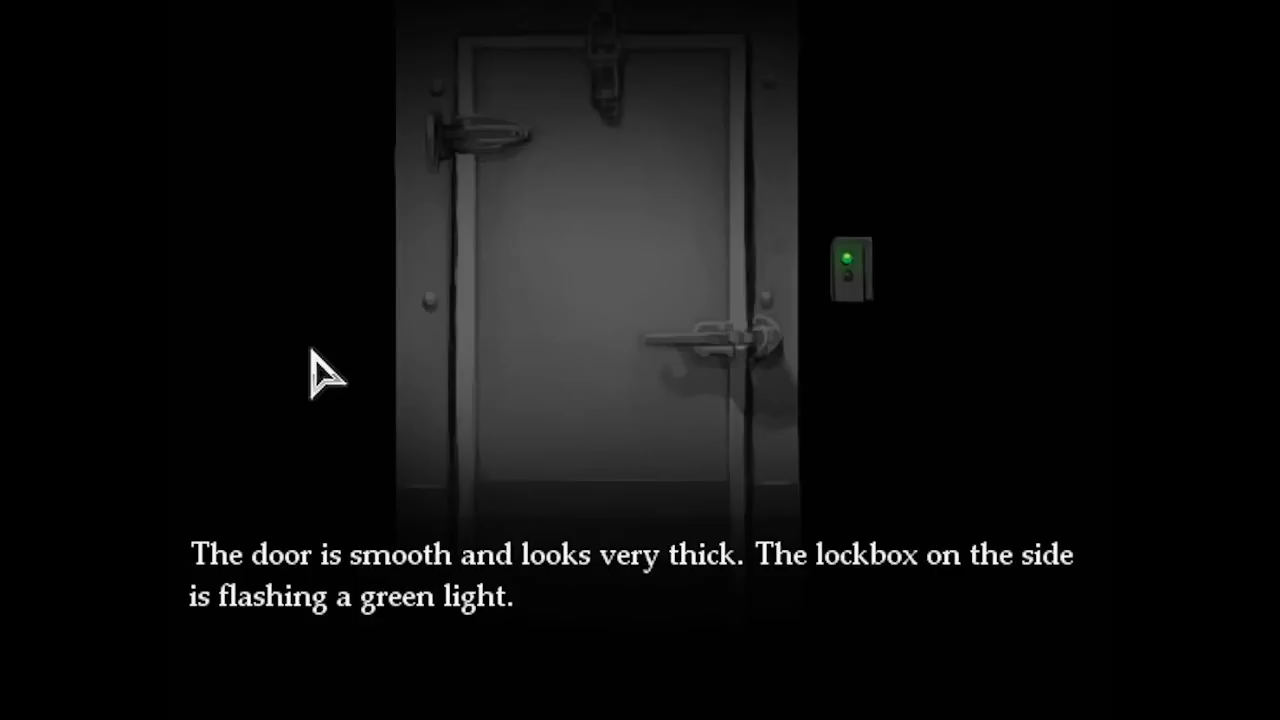 The door is smooth and looks very thick. The lockbox on the side
is flashing a green light.